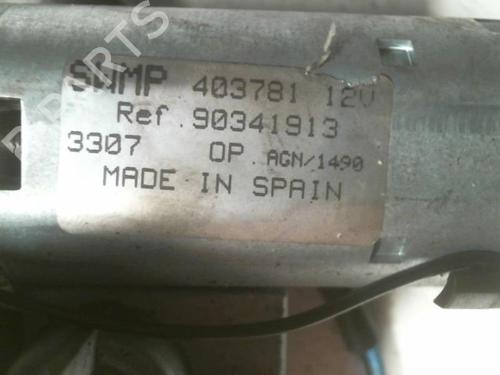 SWMP 403781 12V
Ref.90341913
3307 OP. AGN/1490
MADE IN SPAIN